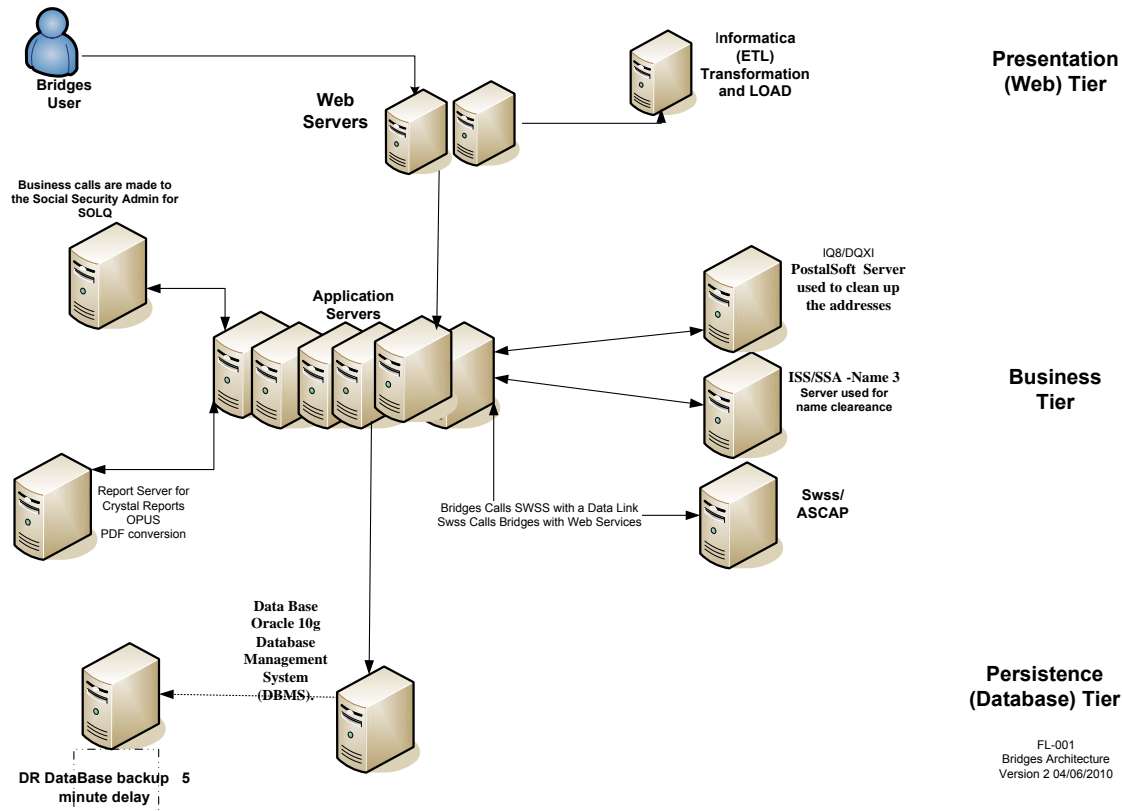 Bridges
User
Web
Servers
Informatica
(ETL)
Transformation
and LOAD
Presentation
(Web) Tier
Business calls are made to
the Social Security Admin for
SOLQ
Application
Servers
IQ8/DQXI
PostalSoft Server
used to clean up
the addresses
ISS/SSA -Name 3
Server used for
name cleareance
Business
Tier
Report Server for
Crystal Reports
OPUS
PDF conversion
Bridges Calls SWSS with a Data Link
Swss Calls Bridges with Web Services
Swss/
ASCAP
Data Base
Oracle 10g
Database
Management
System
(DBMS).
Persistence
(Database) Tier
DR DataBase backup 5
minute delay
FL-001
Bridges Architecture
Version 2 04/06/2010